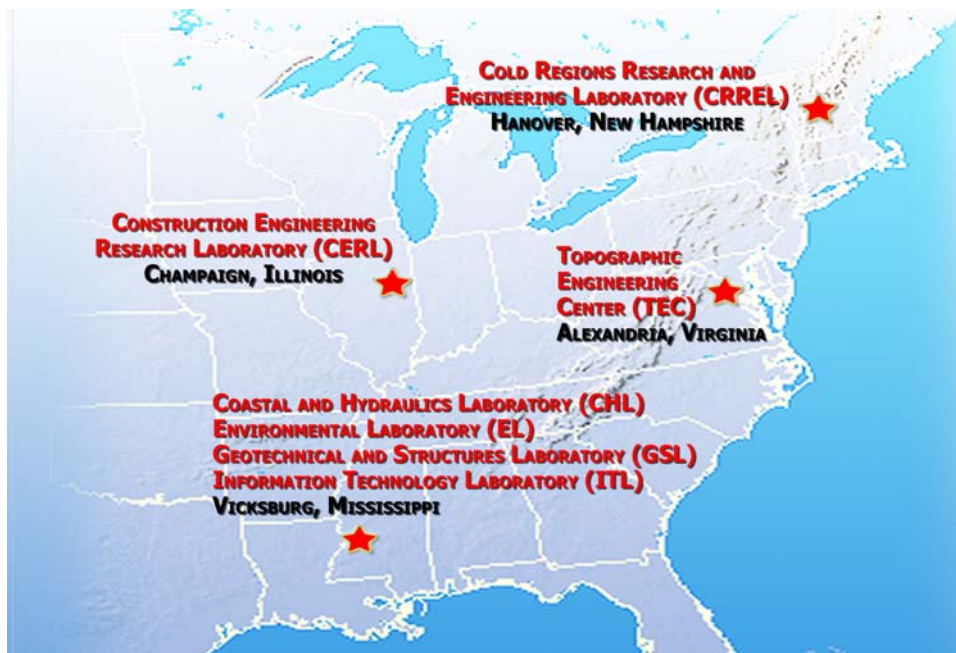 Cold Regions Research and
Engineering Laboratory (CRREL)
Hanover, New Hampshire
Construction Engineering
Research Laboratory (CERL)
Champaign, Illinois
Topographic
Engineering
Center (TEC)
Alexandria, Virginia
Coastal and Hydraulics Laboratory (CHL)
Environmental Laboratory (EL)
Geotechnical and Structures Laboratory (GSL)
Information Technology Laboratory (ITL)
Vicksburg, Mississippi